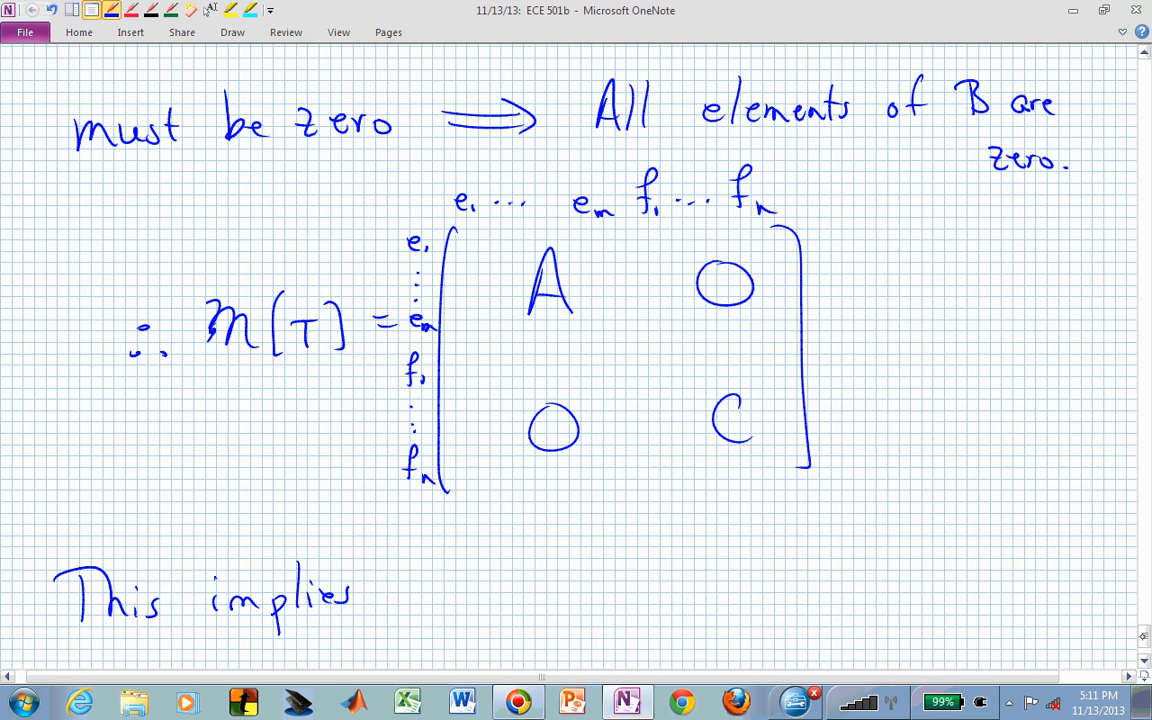 11/13/13: ECE 501b - Microsoft OneNote
File Home Insert Share Draw Review View Pages
must be zero ⟹ All elements of B are
zero.
e₁ ... eₘ f₁ ... fₙ
e₁
⋮
∴ M[T] = eₘ [ A 0
f₁ 0 C ]
⋮
fₙ
This implies
99%
5:11 PM
11/13/2013